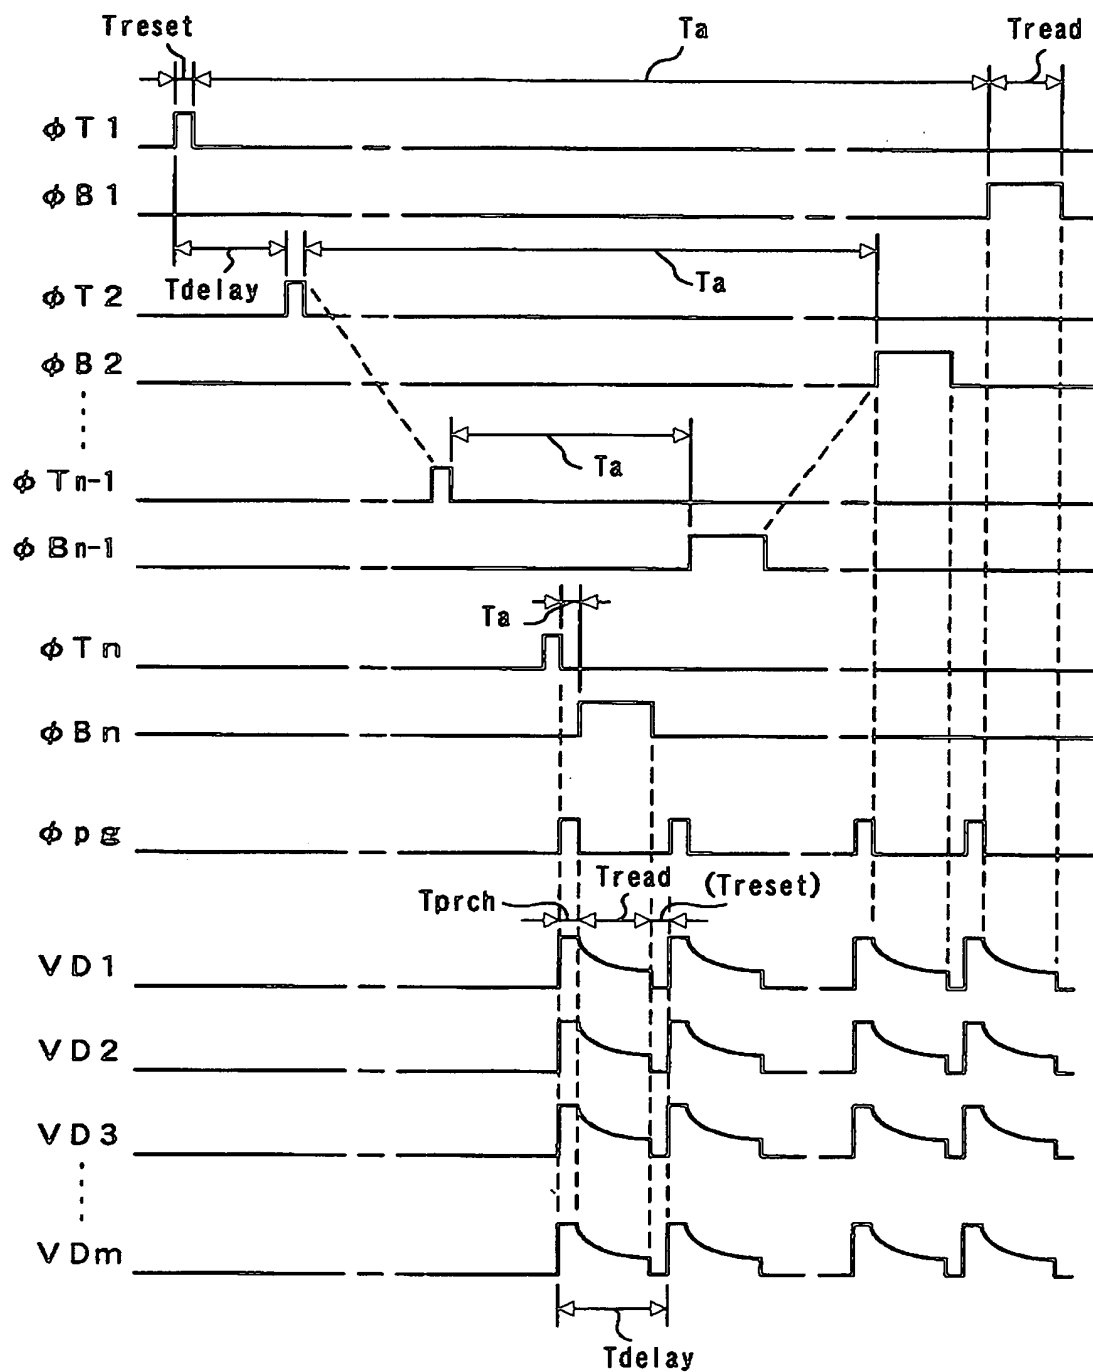 Treset Ta Tread
ϕT1
ϕB1
Tdelay Ta
ϕT2
ϕB2
Ta
ϕTn-1
ϕBn-1
Ta
ϕTn
ϕBn
ϕpg
Tprch Tread (Treset)
VD1
VD2
VD3
VDm
Tdelay